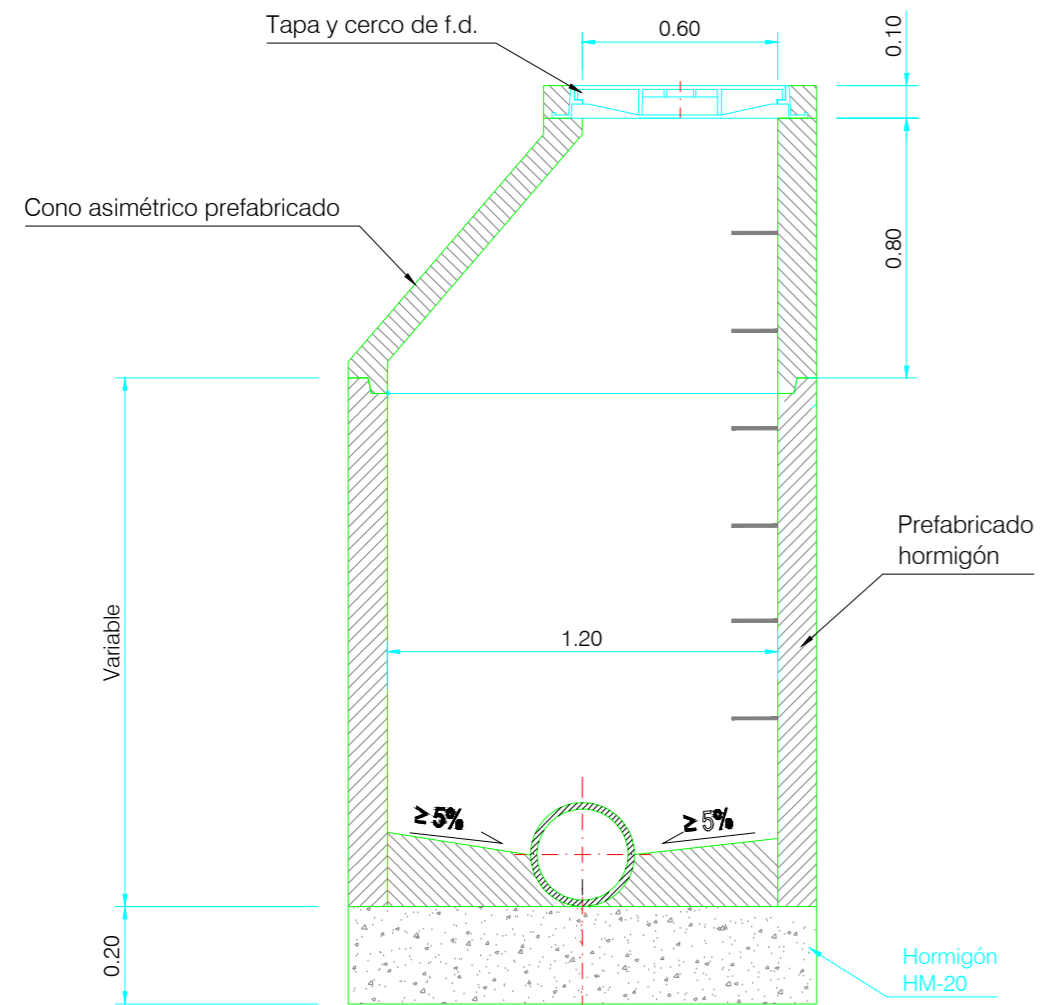 Tapa y cerco de f.d.
0.60
0.10
Cono asimétrico prefabricado
0.80
Prefabricado
hormigón
Variable
1.20
≥ 5%
≥ 5%
0.20
Hormigón
HM-20